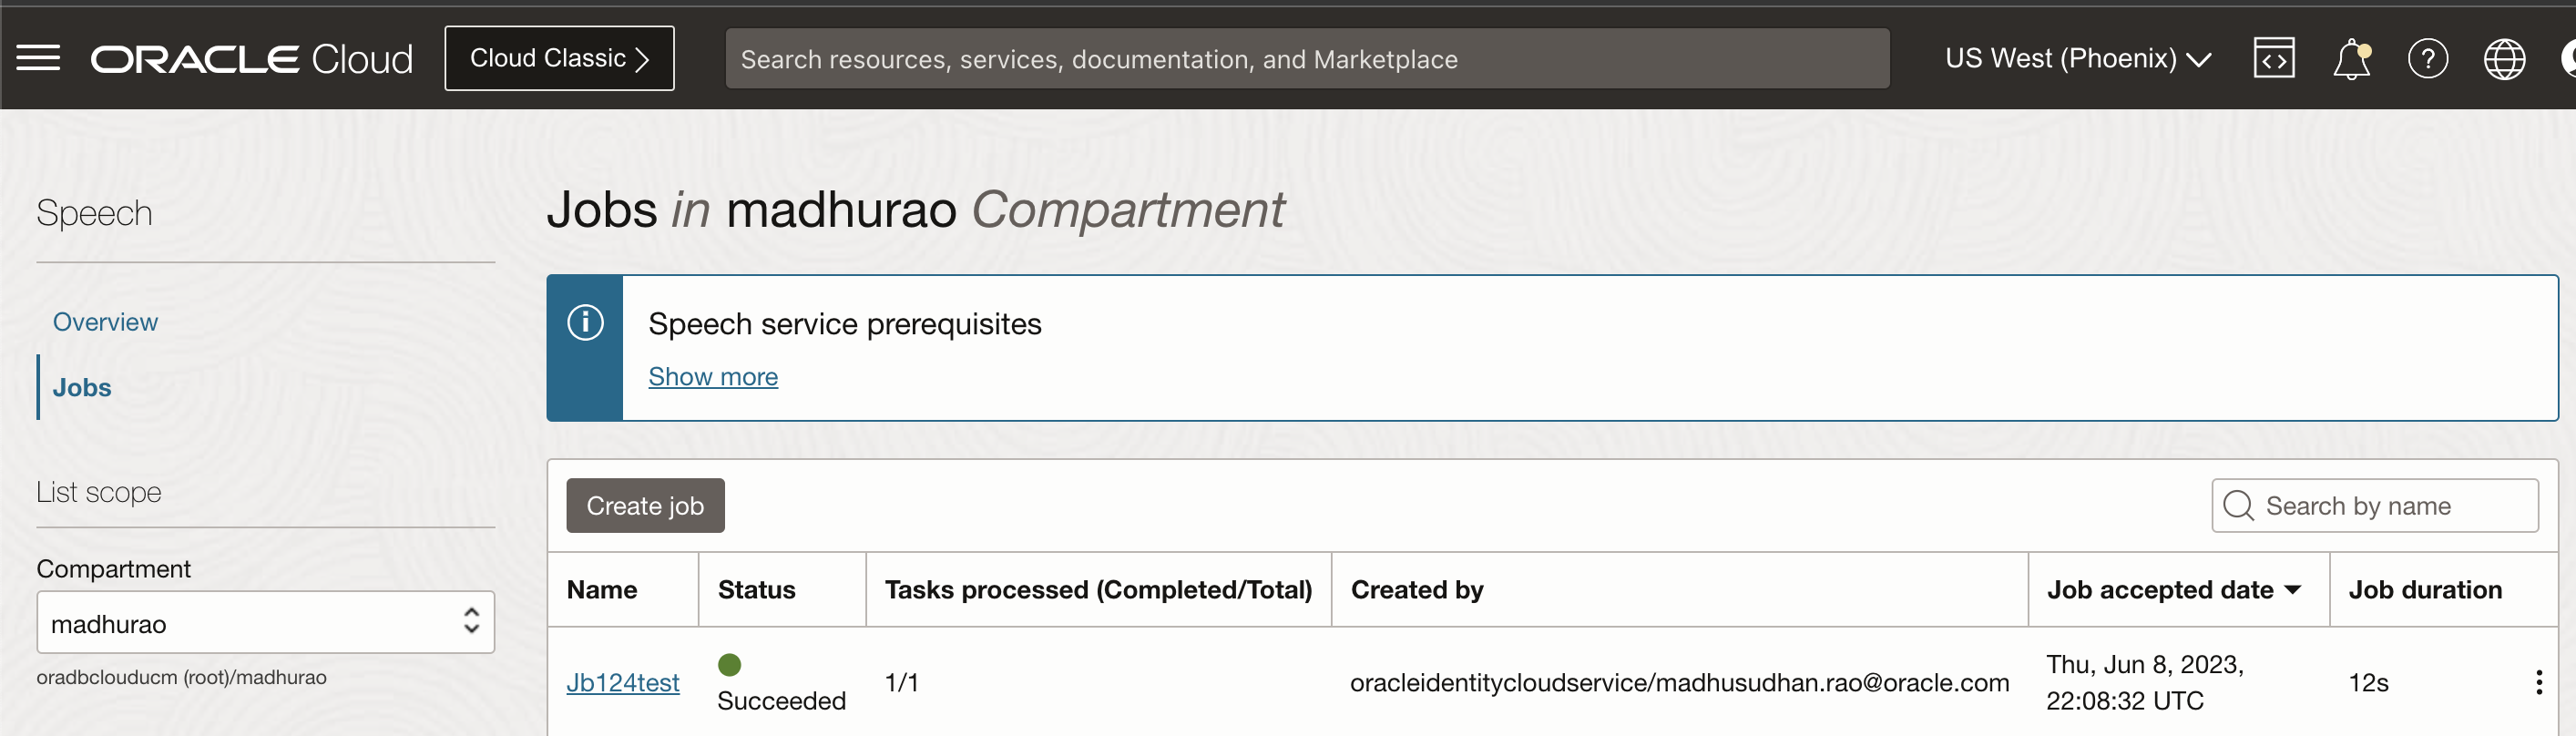 ORACLE Cloud
Cloud Classic
Search resources, services, documentation, and Marketplace
US West (Phoenix)
Speech
Overview
Jobs
List scope
Compartment
madhurao
oradbclouducm (root)/madhurao
Jobs in madhurao Compartment
Speech service prerequisites
Show more
Create job
Search by name
Name Status Tasks processed (Completed/Total) Created by Job accepted date Job duration
Jb124test Succeeded 1/1 oracleidentitycloudservice/madhusudhan.rao@oracle.com Thu, Jun 8, 2023, 12s
22:08:32 UTC